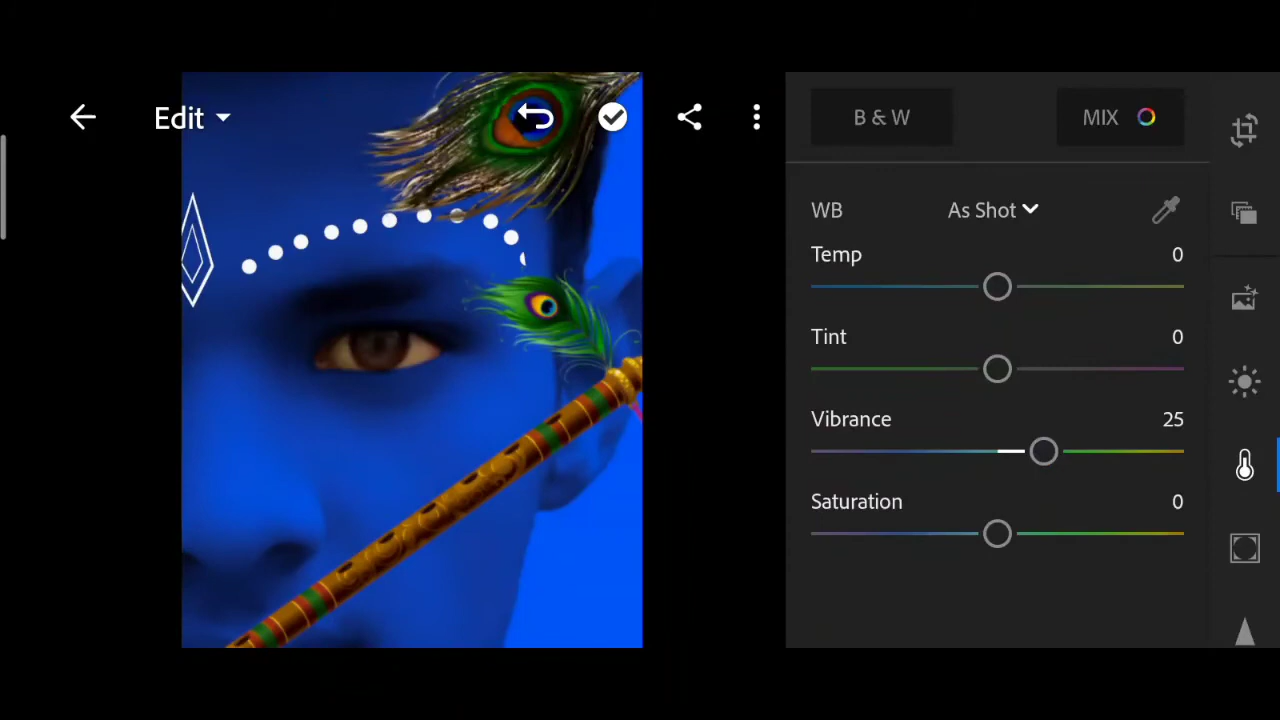 Edit
B & W
MIX
WB
As Shot
Temp
0
Tint
0
Vibrance
25
Saturation
0